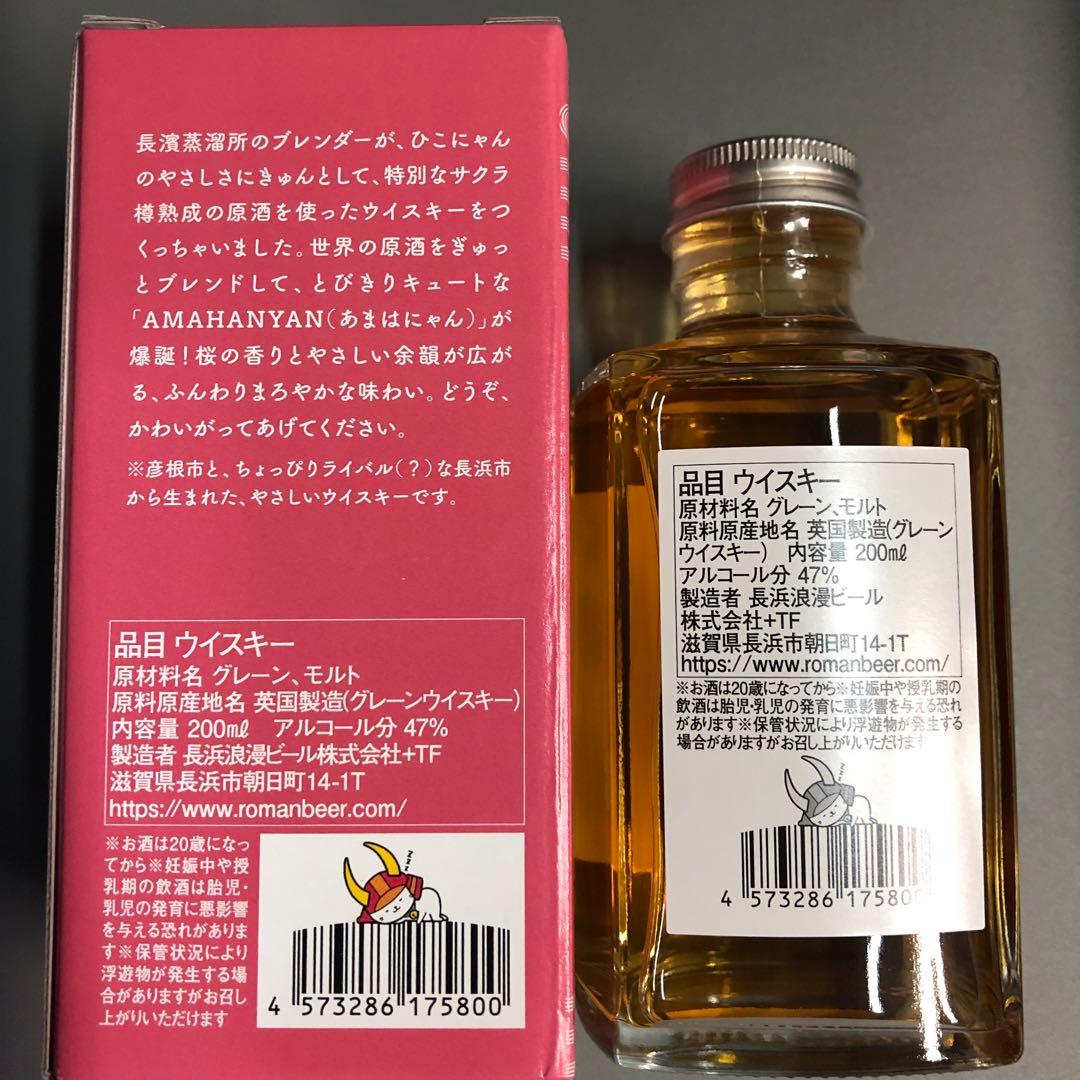 長濱蒸溜所のブレンダーが、ひこにゃん
のやさしさにきゅんとして、特別なサクラ
樽熟成の原酒を使ったウイスキーをつ
くっちゃいました。世界の原酒をぎゅっ
とブレンドして、とびきりキュートな
「AMAHANYAN(あまはにゃん)」が
爆誕!桜の香りとやさしい余韻が広が
る、ふんわりまろやかな味わい。どうぞ、
かわいがってあげてください。
※彦根市と、ちょっぴりライバル(?)な長浜市
から生まれた、やさしいウイスキーです。
品目 ウイスキー
原材料名 グレーン、モルト
原料原産地名 英国製造(グレーンウイスキー)
内容量 200㎖ アルコール分 47%
製造者 長浜浪漫ビール株式会社+TF
滋賀県長浜市朝日町14-1T
https://www.romanbeer.com/
※お酒は20歳になっ
てから※妊娠中や授
乳期の飲酒は胎児・
乳児の発育に悪影響
を与える恐れがありま
す※保管状況により
浮遊物が発生する場
合がありますがお召し
上がりいただけます
zzz
4 573286 175800
品目 ウイスキー
原材料名 グレーン、モルト
原料原産地名 英国製造(グレーン
ウイスキー) 内容量 200㎖
アルコール分 47%
製造者 長浜浪漫ビール
株式会社+TF
滋賀県長浜市朝日町14-1T
https://www.romanbeer.com/
※お酒は20歳になってから※妊娠中や授乳期の
飲酒は胎児・乳児の発育に悪影響を与える恐れ
があります※保管状況により浮遊物が発生する
場合がありますがお召し上がりいただけます
zzz
4 573286 175800